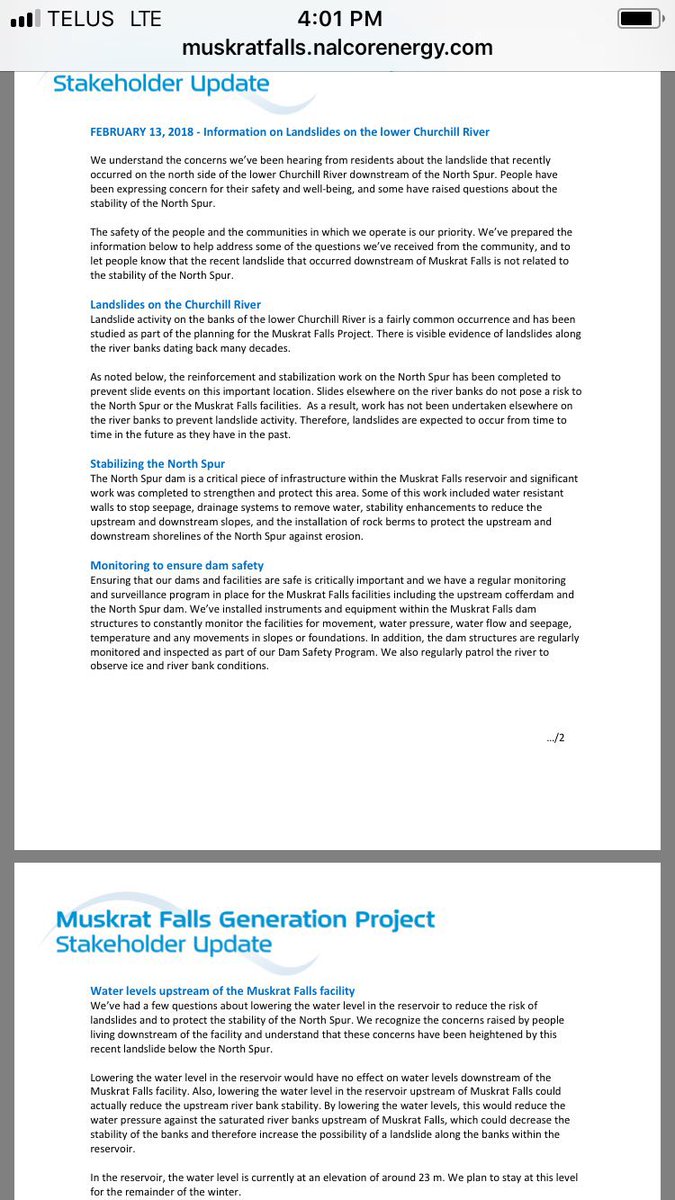 TELUS LTE 4:01 PM
muskratfalls.nalcorenergy.com
Stakeholder Update
FEBRUARY 13, 2018 - Information on Landslides on the lower Churchill River
We understand the concerns we've been hearing from residents about the landslide that recently
occurred on the north side of the lower Churchill River downstream of the North Spur. People have
been expressing concern for their safety and well-being, and some have raised questions about the
stability of the North Spur.
The safety of the people and the communities in which we operate is our priority. We've prepared the
information below to help address some of the questions we've received from the community, and to
let people know that the recent landslide that occurred downstream of Muskrat Falls is not related to
the stability of the North Spur.
Landslides on the Churchill River
Landslide activity on the banks of the lower Churchill River is a fairly common occurrence and has been
studied as part of the planning for the Muskrat Falls Project. There is visible evidence of landslides along
the river banks dating back many decades.
As noted below, the reinforcement and stabilization work on the North Spur has been completed to
prevent slide events on this important location. Slides elsewhere on the river banks do not pose a risk to
the North Spur or the Muskrat Falls facilities. As a result, work has not been undertaken elsewhere on
the river banks to prevent landslide activity. Therefore, landslides are expected to occur from time to
time in the future as they have in the past.
Stabilizing the North Spur
The North Spur dam is a critical piece of infrastructure within the Muskrat Falls reservoir and significant
work was completed to strengthen and protect this area. Some of this work included water resistant
walls to stop seepage, drainage systems to remove water, stability enhancements to reduce the
upstream and downstream slopes, and the installation of rock berms to protect the upstream and
downstream shorelines of the North Spur against erosion.
Monitoring to ensure dam safety
Ensuring that our dams and facilities are safe is critically important and we have a regular monitoring
and surveillance program in place for the Muskrat Falls facilities including the upstream cofferdam and
the North Spur dam. We've installed instruments and equipment within the Muskrat Falls dam
structures to constantly monitor the facilities for movement, water pressure, water flow and seepage,
temperature and any movements in slopes or foundations. In addition, the dam structures are regularly
monitored and inspected as part of our Dam Safety Program. We also regularly patrol the river to
observe ice and river bank conditions.
.../2
Muskrat Falls Generation Project
Stakeholder Update
Water levels upstream of the Muskrat Falls facility
We've had a few questions about lowering the water level in the reservoir to reduce the risk of
landslides and to protect the stability of the North Spur. We recognize the concerns raised by people
living downstream of the facility and understand that these concerns have been heightened by this
recent landslide below the North Spur.
Lowering the water level in the reservoir would have no effect on water levels downstream of the
Muskrat Falls facility. Also, lowering the water level in the reservoir upstream of Muskrat Falls could
actually reduce the upstream river bank stability. By lowering the water levels, this would reduce the
water pressure against the saturated river banks upstream of Muskrat Falls, which could decrease the
stability of the banks and therefore increase the possibility of a landslide along the banks within the
reservoir.
In the reservoir, the water level is currently at an elevation of around 23 m. We plan to stay at this level
for the remainder of the winter.